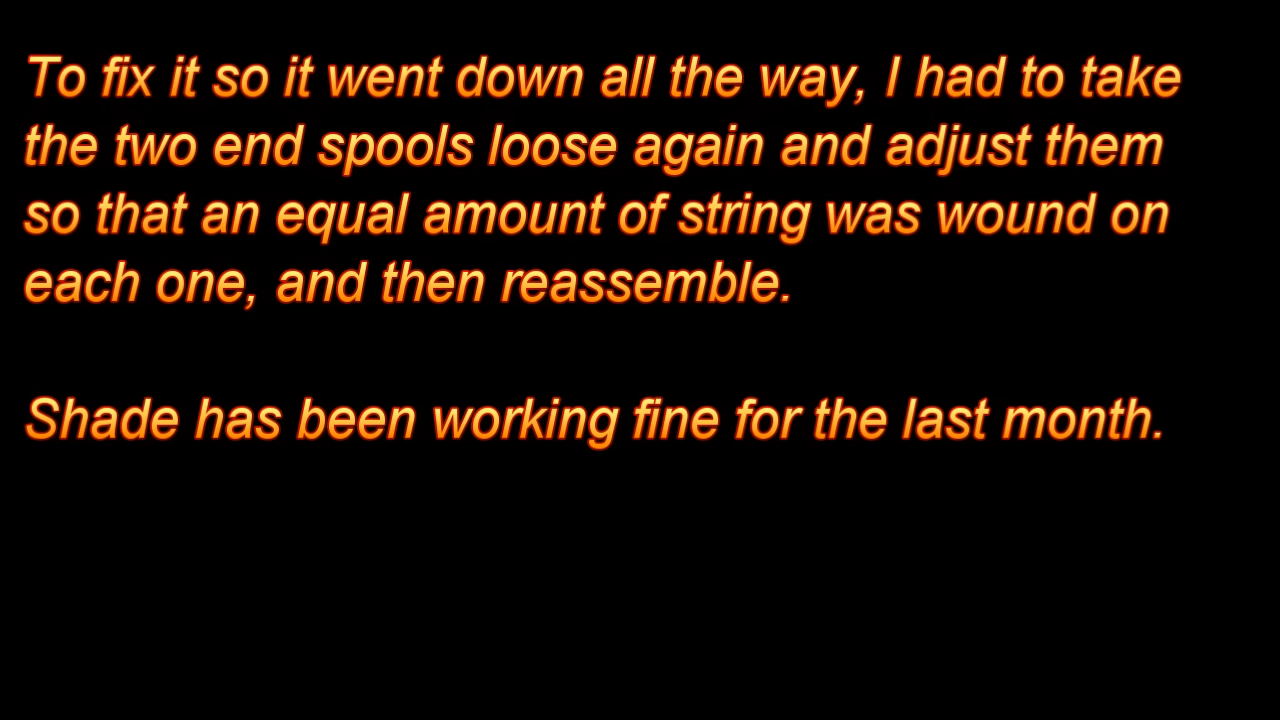 To fix it so it went down all the way, I had to take
the two end spools loose again and adjust them
so that an equal amount of string was wound on
each one, and then reassemble.
Shade has been working fine for the last month.